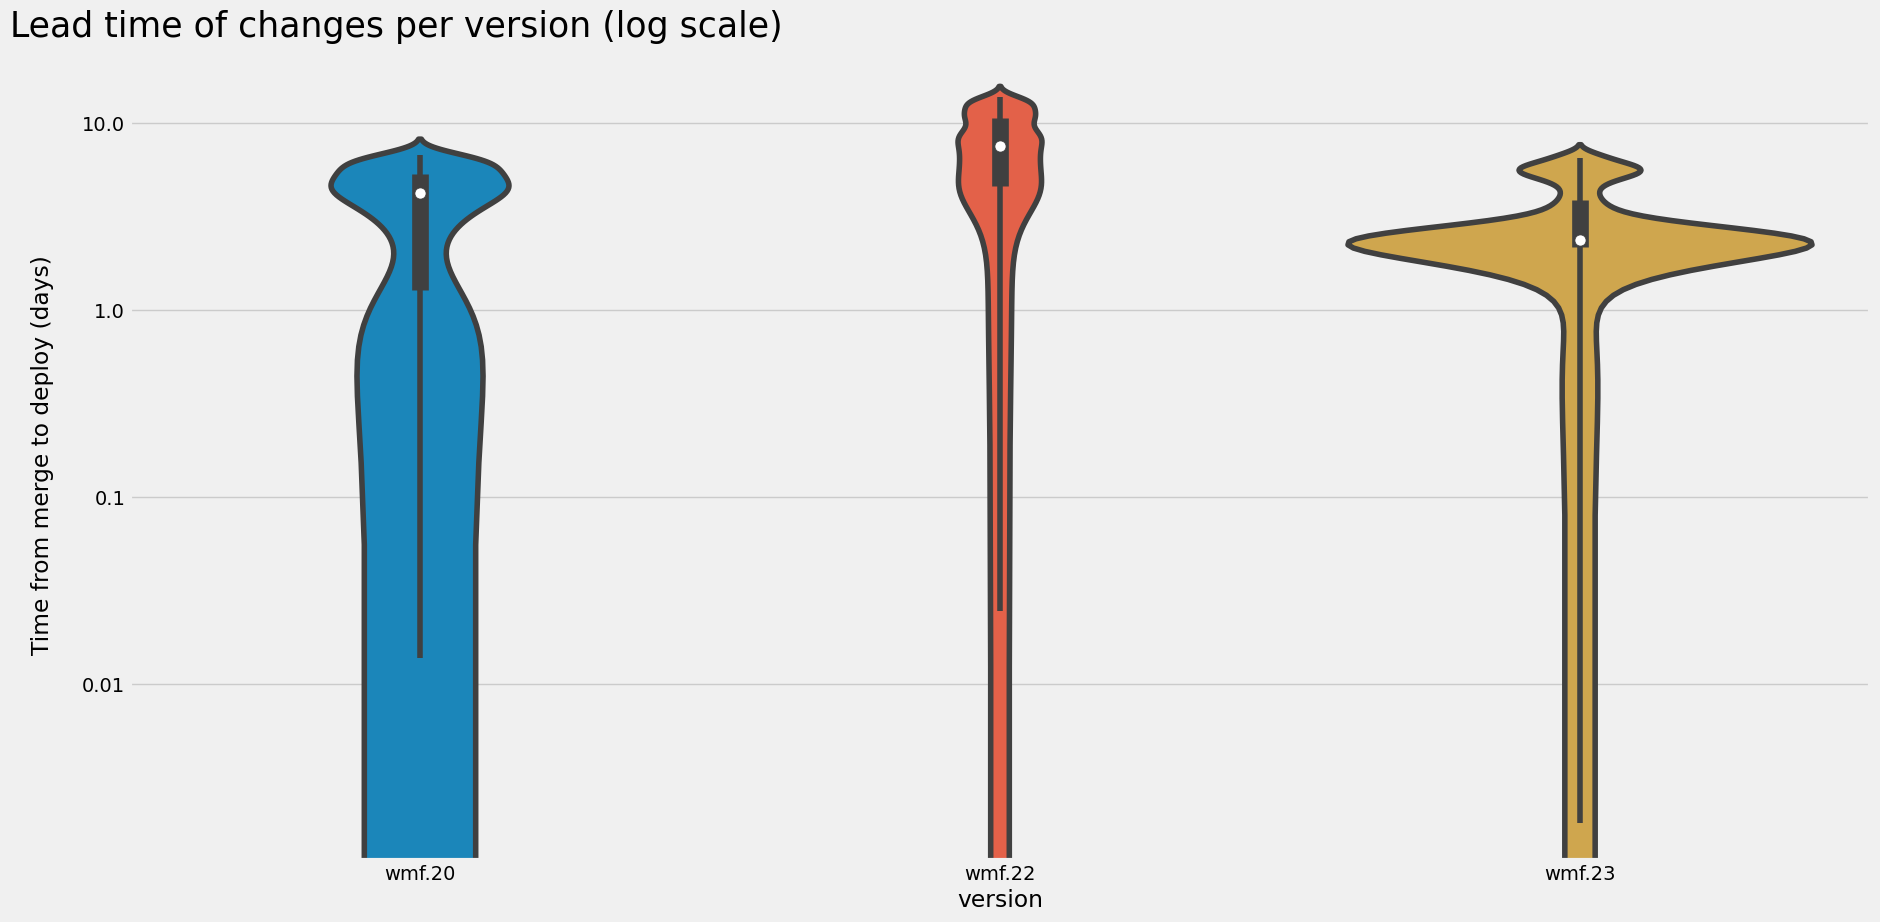 Lead time of changes per version (log scale)
Time from merge to deploy (days)
10.0
1.0
0.1
0.01
wmf.20
wmf.22
wmf.23
version